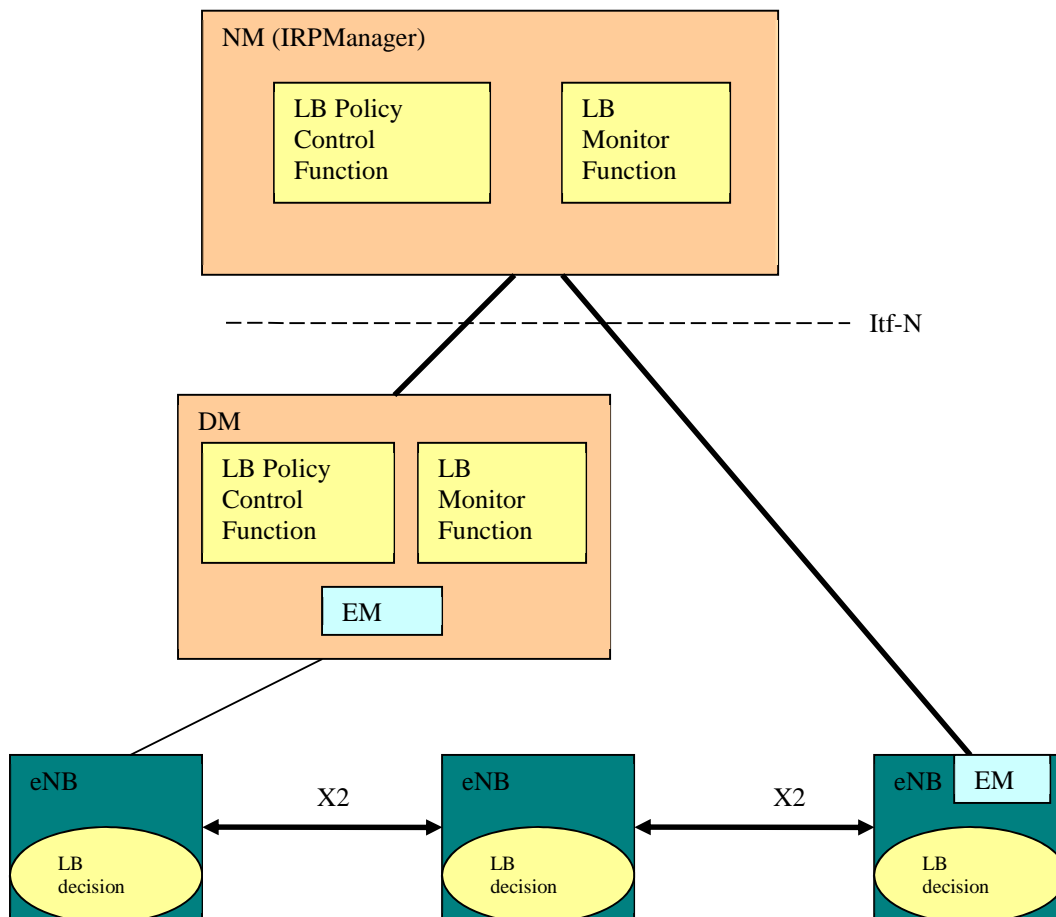 NM (IRPManager)
LB Policy
Control
Function
LB
Monitor
Function
Itf-N
DM
LB Policy
Control
Function
LB
Monitor
Function
EM
eNB
X2
eNB
X2
eNB
EM
LB
decision
LB
decision
LB
decision